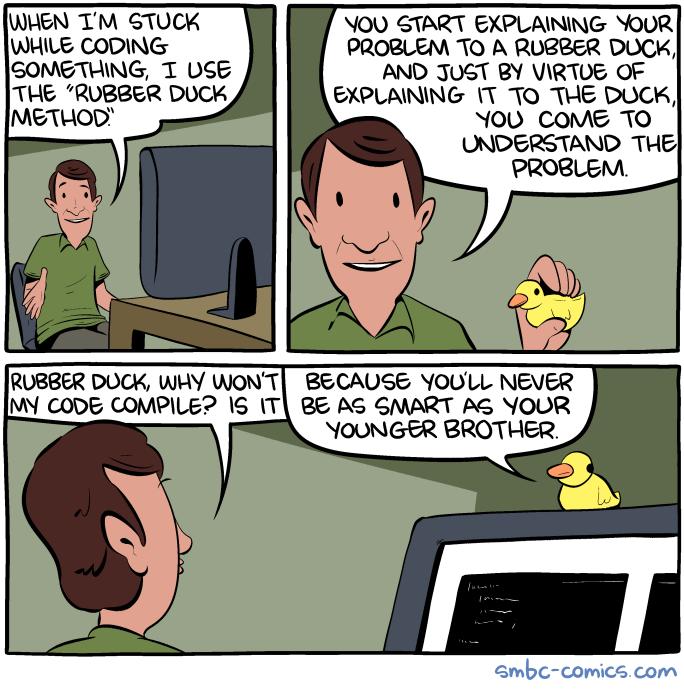 WHEN I'M STUCK
WHILE CODING
SOMETHING, I USE
THE "RUBBER DUCK
METHOD."
YOU START EXPLAINING YOUR
PROBLEM TO A RUBBER DUCK,
AND JUST BY VIRTUE OF
EXPLAINING IT TO THE DUCK,
YOU COME TO
UNDERSTAND THE
PROBLEM.
RUBBER DUCK, WHY WON'T
MY CODE COMPILE? IS IT
BECAUSE YOU'LL NEVER
BE AS SMART AS YOUR
YOUNGER BROTHER.
smbc-comics.com